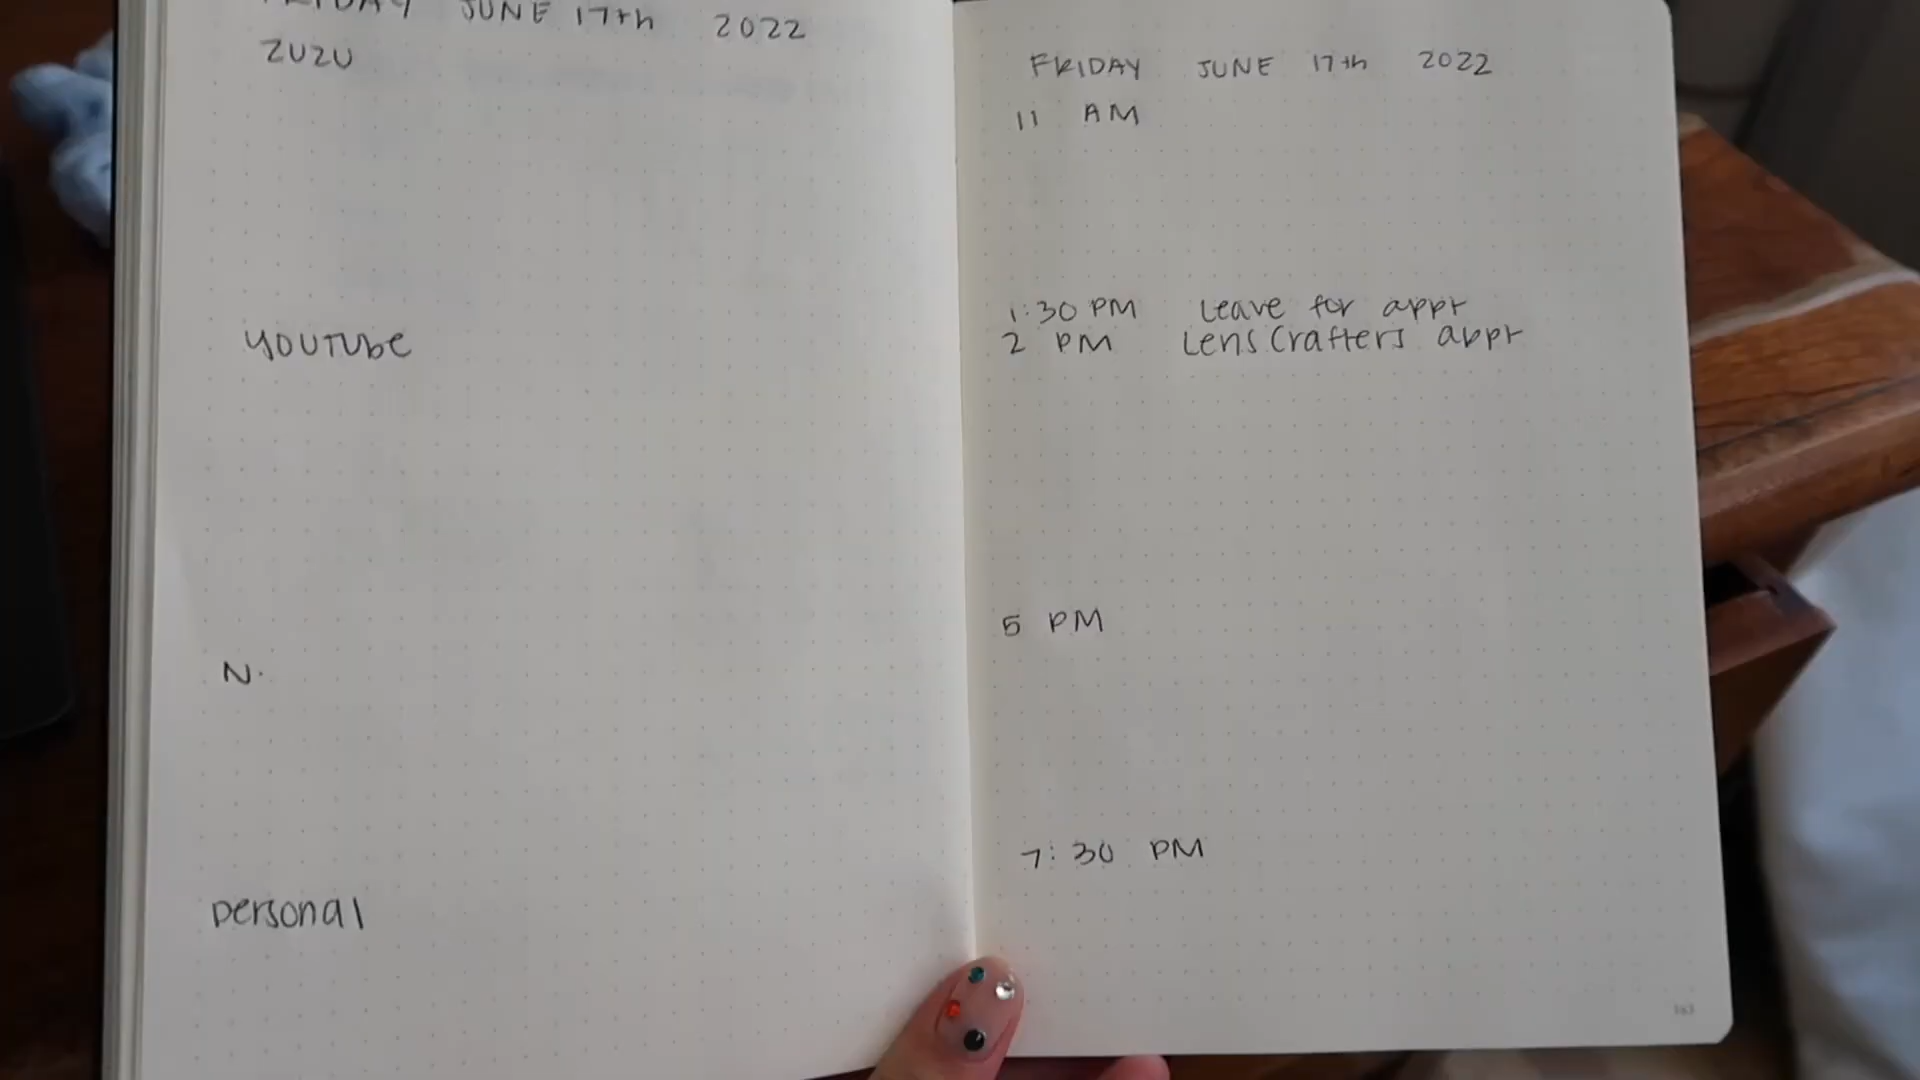 FRIDAY JUNE 17th 2022
ZUZU
YOUTUbe
N.
personal
FRIDAY JUNE 17th 2022
11 AM
1:30 PM Leave for appt
2 PM LensCrafters appt
5 PM
7:30 PM